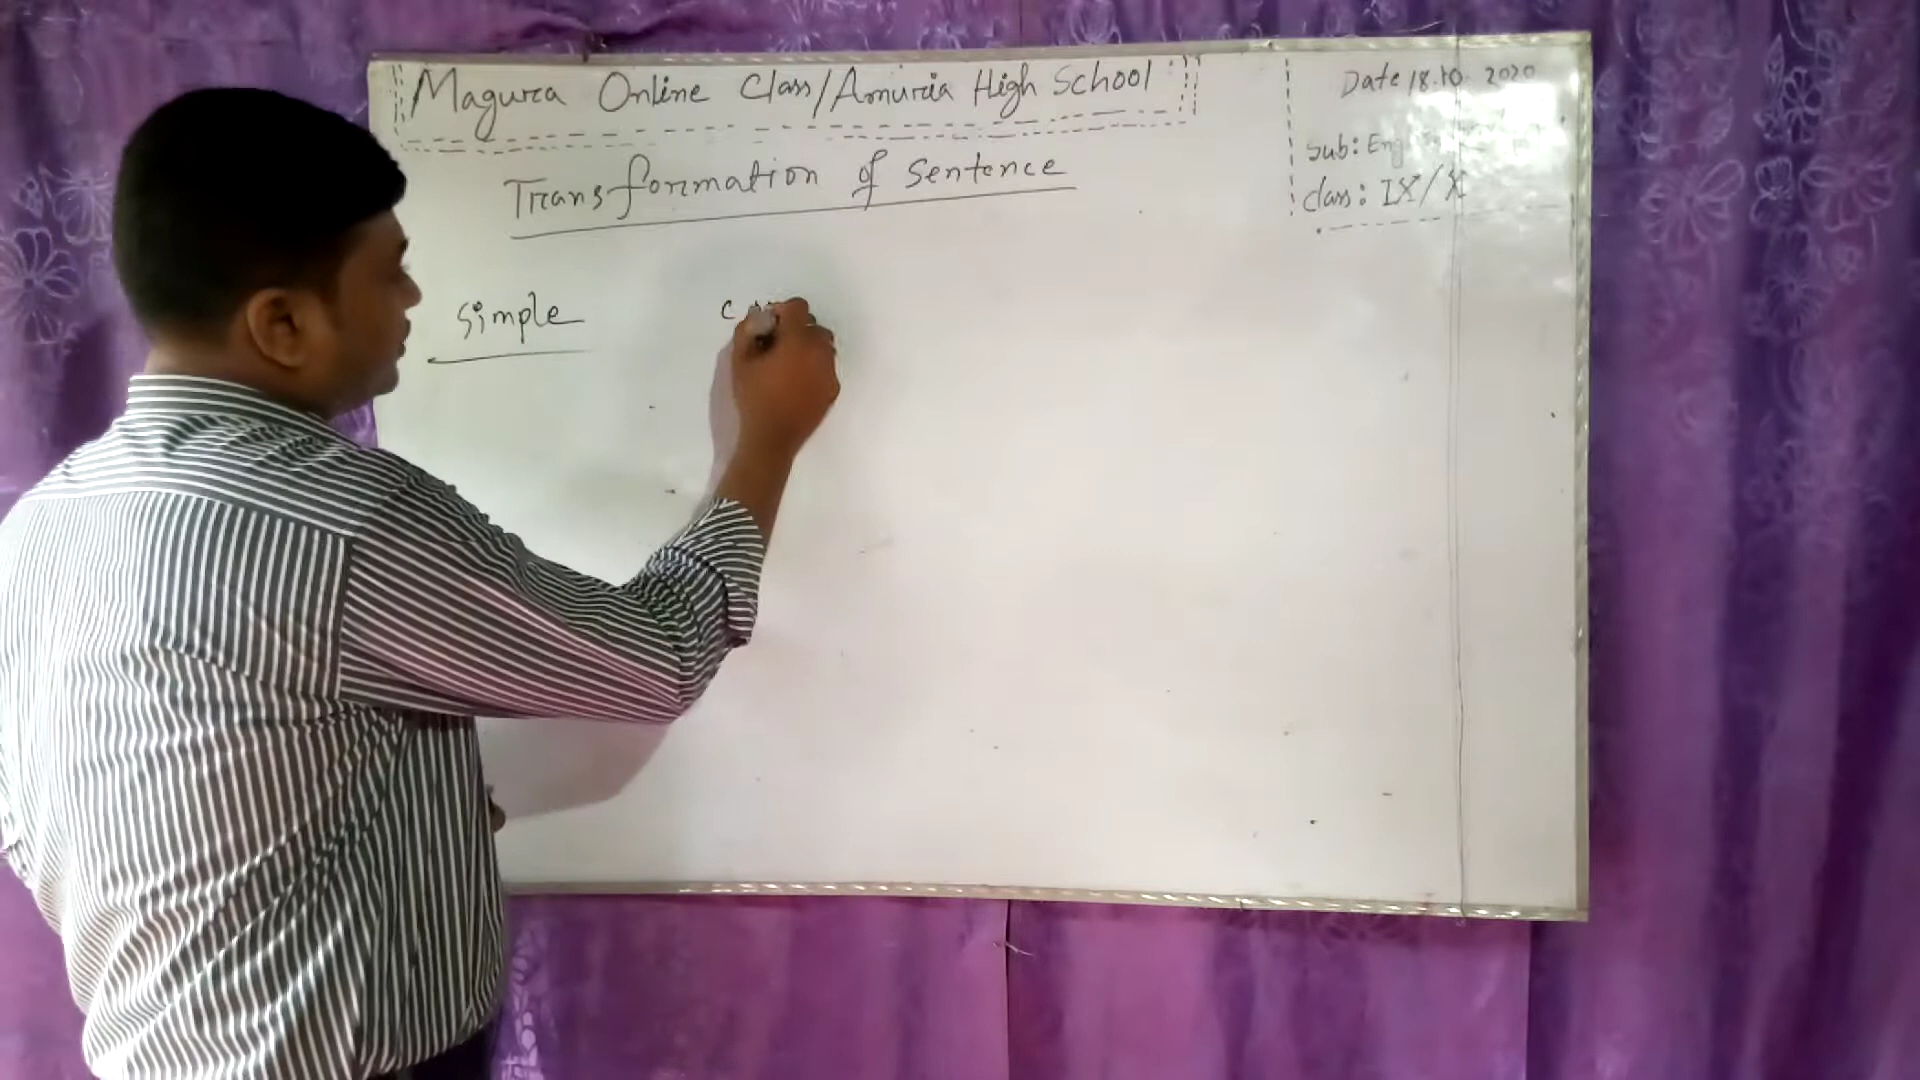 Magura Online Class/Amuria High School
Date 18.10.2020
Sub: Eng
Class: IX/X
Transformation of Sentence
Simple